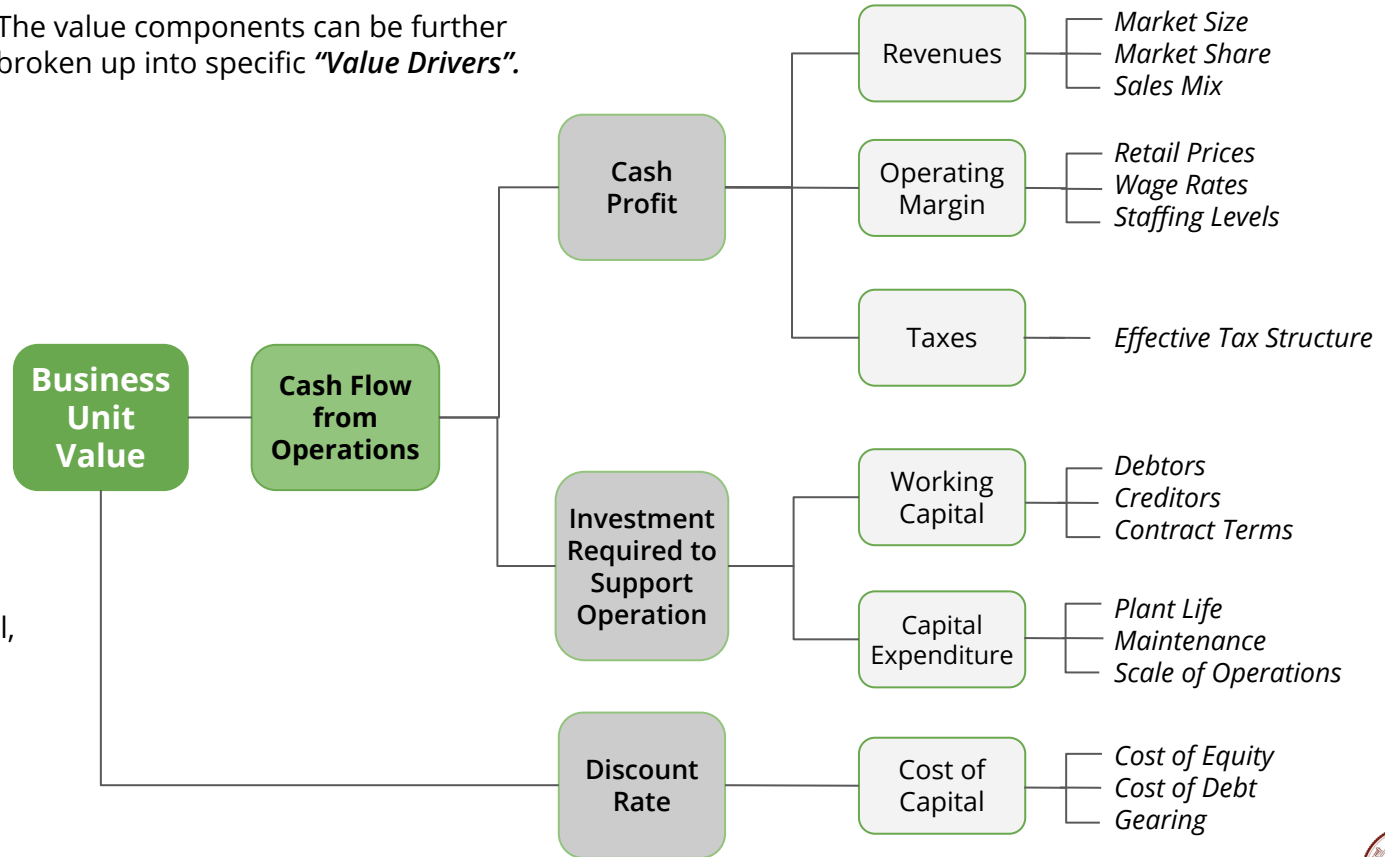 The value components can be further
broken up into specific “Value Drivers”.
Business
Unit
Value
Cash Flow
from
Operations
Cash
Profit
Revenues
Market Size
Market Share
Sales Mix
Operating
Margin
Retail Prices
Wage Rates
Staffing Levels
Taxes
Effective Tax Structure
Investment
Required to
Support
Operation
Working
Capital
Debtors
Creditors
Contract Terms
Capital
Expenditure
Plant Life
Maintenance
Scale of Operations
l,
Discount
Rate
Cost of
Capital
Cost of Equity
Cost of Debt
Gearing